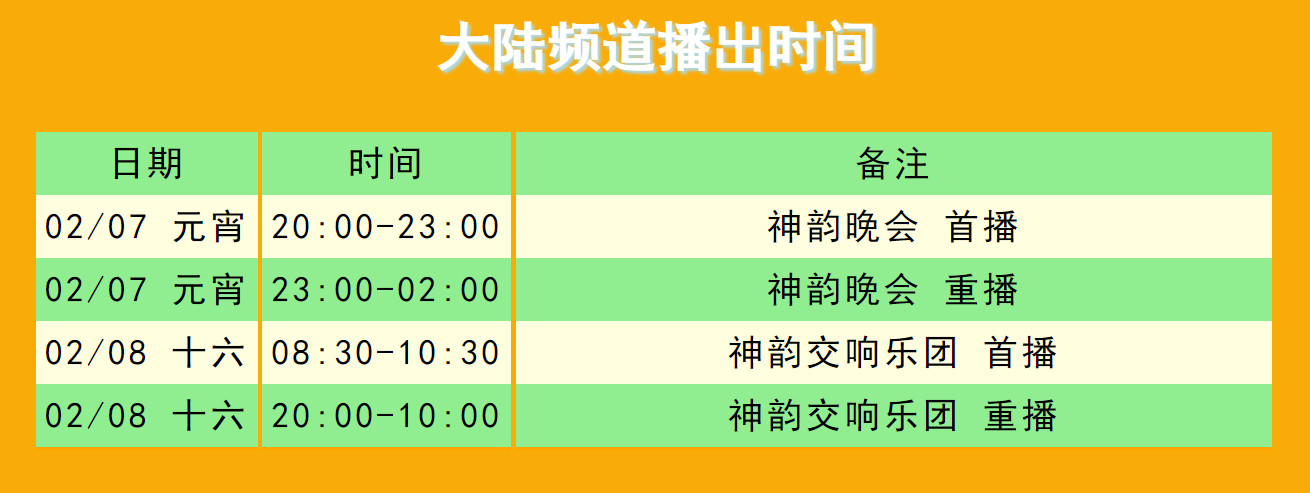 大陆频道播出时间
日期 时间 备注
02/07 元宵 20:00-23:00 神韵晚会 首播
02/07 元宵 23:00-02:00 神韵晚会 重播
02/08 十六 08:30-10:30 神韵交响乐团 首播
02/08 十六 20:00-10:00 神韵交响乐团 重播